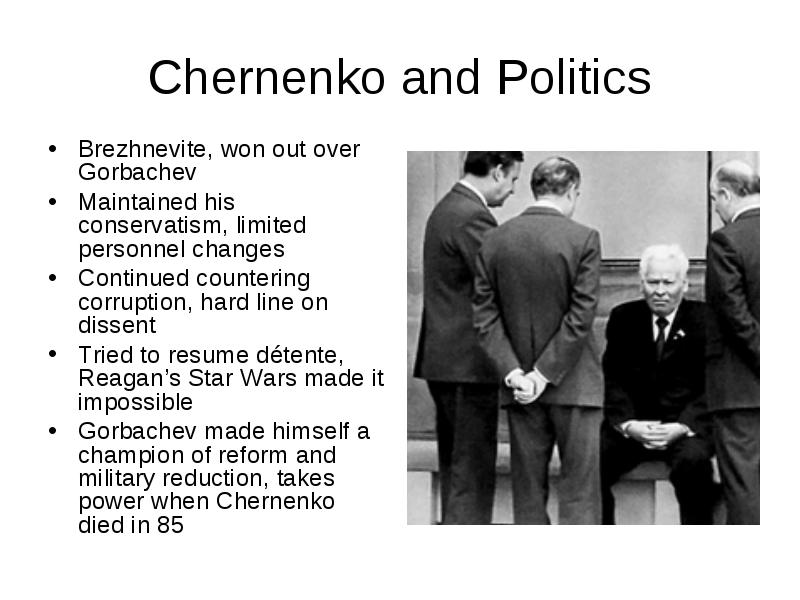 Chernenko and Politics
• Brezhnevite, won out over
Gorbachev
• Maintained his
conservatism, limited
personnel changes
• Continued countering
corruption, hard line on
dissent
• Tried to resume détente,
Reagan’s Star Wars made it
impossible
• Gorbachev made himself a
champion of reform and
military reduction, takes
power when Chernenko
died in 85